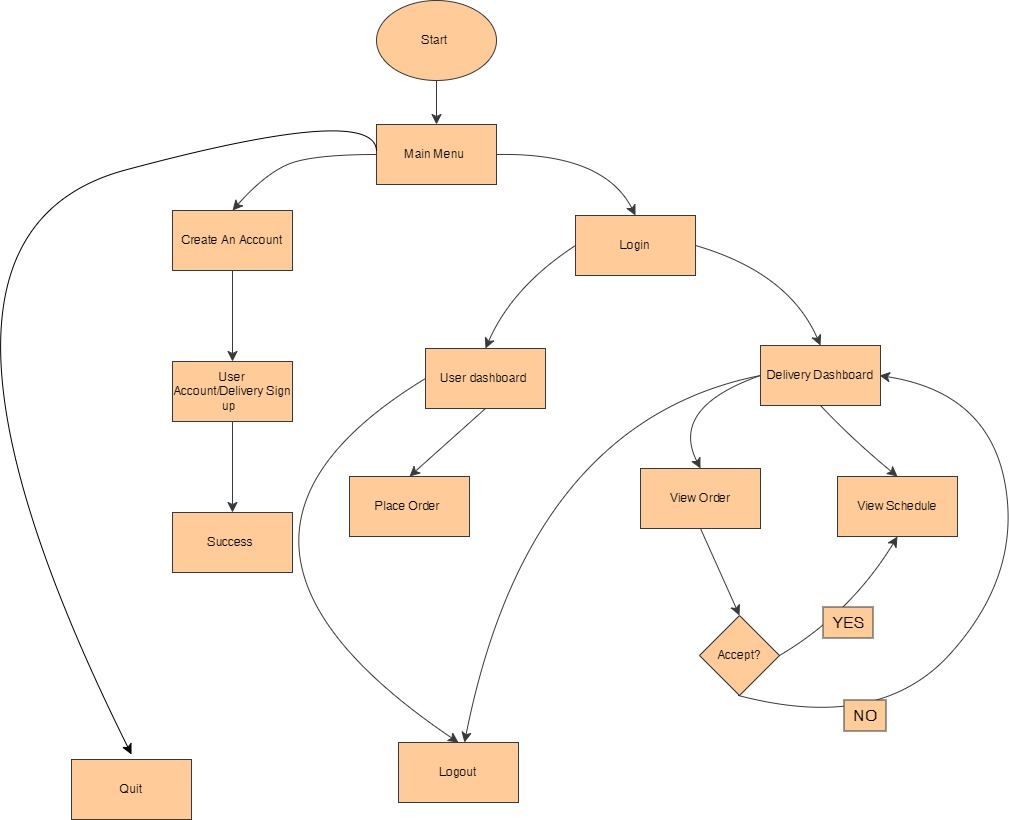 Start
Main Menu
Create An Account
Login
User
Account/Delivery Sign
up
User dashboard
Delivery Dashboard
Place Order
View Order
View Schedule
Success
Accept?
YES
NO
Logout
Quit